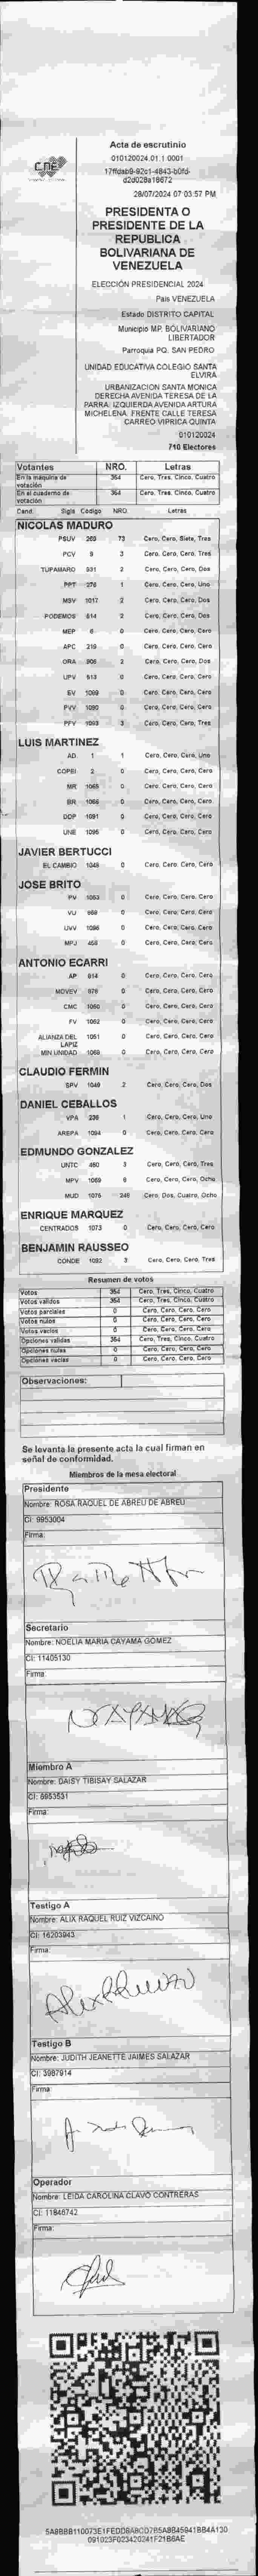 CNE
Acta de escrutinio
010120024.01.1.0001
28/07/2024 07:03:57 PM
PRESIDENTA O
PRESIDENTE DE LA
REPUBLICA
BOLIVARIANA DE
VENEZUELA
ELECCIÓN PRESIDENCIAL 2024
Pais VENEZUELA
Estado DISTRITO CAPITAL
Municipio MP. BOLIVARIANO
LIBERTADOR
Parroquia PQ. SAN PEDRO
UNIDAD EDUCATIVA COLEGIO SANTA
ELVIRA
URBANIZACION SANTA MONICA
DERECHA AVENIDA TERESA DE LA
PARRA. IZQUIERDA AVENIDA ARTURA
MICHELENA. FRENTE CALLE TERESA
CARREO VIPRICA QUINTA
010120024
710 Electores
Votantes NRO. Letras
En la maquina de votación 354 Cero, Tres, Cinco, Cuatro
En el cuaderno de votación 354 Cero, Tres, Cinco, Cuatro
Cand. Sigla Código NRO. Letras
NICOLAS MADURO
PSUV 269 73 Cero, Cero, Siete, Tres
PCV 9 3 Cero, Cero, Cero, Tres
TUPAMARO 931 2 Cero, Cero, Cero, Dos
PPT 276 1 Cero, Cero, Cero, Uno
MSV 1017 2 Cero, Cero, Cero, Dos
PODEMOS 514 2 Cero, Cero, Cero, Dos
MEP 6 0 Cero, Cero, Cero, Cero
APC 219 0 Cero, Cero, Cero, Cero
ORA 906 2 Cero, Cero, Cero, Dos
UPV 513 0 Cero, Cero, Cero, Cero
EV 1089 0 Cero, Cero, Cero, Cero
PVV 1090 0 Cero, Cero, Cero, Cero
PFV 1093 3 Cero, Cero, Cero, Tres
LUIS MARTINEZ
AD. 1 1 Cero, Cero, Cero, Uno
COPEI 2 0 Cero, Cero, Cero, Cero
MR 1065 0 Cero, Cero, Cero, Cero
BR 1066 0 Cero, Cero, Cero, Cero
DDP 1091 0 Cero, Cero, Cero, Cero
UNE 1095 0 Cero, Cero, Cero, Cero
JAVIER BERTUCCI
EL CAMBIO 1048 0 Cero, Cero, Cero, Cero
JOSE BRITO
PV 1053 0 Cero, Cero, Cero, Cero
VU 968 0 Cero, Cero, Cero, Cero
UVV 1096 0 Cero, Cero, Cero, Cero
MPJ 458 0 Cero, Cero, Cero, Cero
ANTONIO ECARRI
AP 814 0 Cero, Cero, Cero, Cero
MOVEV 976 0 Cero, Cero, Cero, Cero
CMC 1050 0 Cero, Cero, Cero, Cero
FV 1062 0 Cero, Cero, Cero, Cero
ALIANZA DEL LAPIZ 1051 0 Cero, Cero, Cero, Cero
MIN UNIDAD 1068 0 Cero, Cero, Cero, Cero
CLAUDIO FERMIN
SPV 1049 2 Cero, Cero, Cero, Dos
DANIEL CEBALLOS
VPA 239 1 Cero, Cero, Cero, Uno
AREPA 1094 0 Cero, Cero, Cero, Cero
EDMUNDO GONZALEZ
UNTC 460 3 Cero, Cero, Cero, Tres
MPV 1069 8 Cero, Cero, Cero, Ocho
MUD 1075 248 Cero, Dos, Cuatro, Ocho
ENRIQUE MARQUEZ
CENTRADOS 1073 0 Cero, Cero, Cero, Cero
BENJAMIN RAUSSEO
CONDE 1092 3 Cero, Cero, Cero, Tres
Resumen de votos
Votos 354 Cero, Tres, Cinco, Cuatro
Votos validos 354 Cero, Tres, Cinco, Cuatro
Votos parciales 0 Cero, Cero, Cero, Cero
Votos nulos 0 Cero, Cero, Cero, Cero
Votos vacios 0 Cero, Cero, Cero, Cero
Opciones validas 354 Cero, Tres, Cinco, Cuatro
Opciones nulas 0 Cero, Cero, Cero, Cero
Opciones vacias 0 Cero, Cero, Cero, Cero
Observaciones:
Se levanta la presente acta la cual firman en
señal de conformidad.
Miembros de la mesa electoral
Presidente
Nombre: ROSA RAQUEL DE ABREU DE ABREU
CI: 9953004
Firma:
Secretario
Nombre: NOELIA MARIA CAYAMA GOMEZ
CI: 11405130
Firma:
Miembro A
Nombre: DAISY TIBISAY SALAZAR
CI: 6953531
Firma:
Testigo A
Nombre: ALIX RAQUEL RUIZ VIZCAINO
CI: 16203943
Firma:
Testigo B
Nombre: JUDITH JEANETTE JAIMES SALAZAR
CI: 3987914
Firma:
Operador
Nombre: LEIDA CAROLINA CLAVO CONTRERAS
CI: 11846742
Firma: